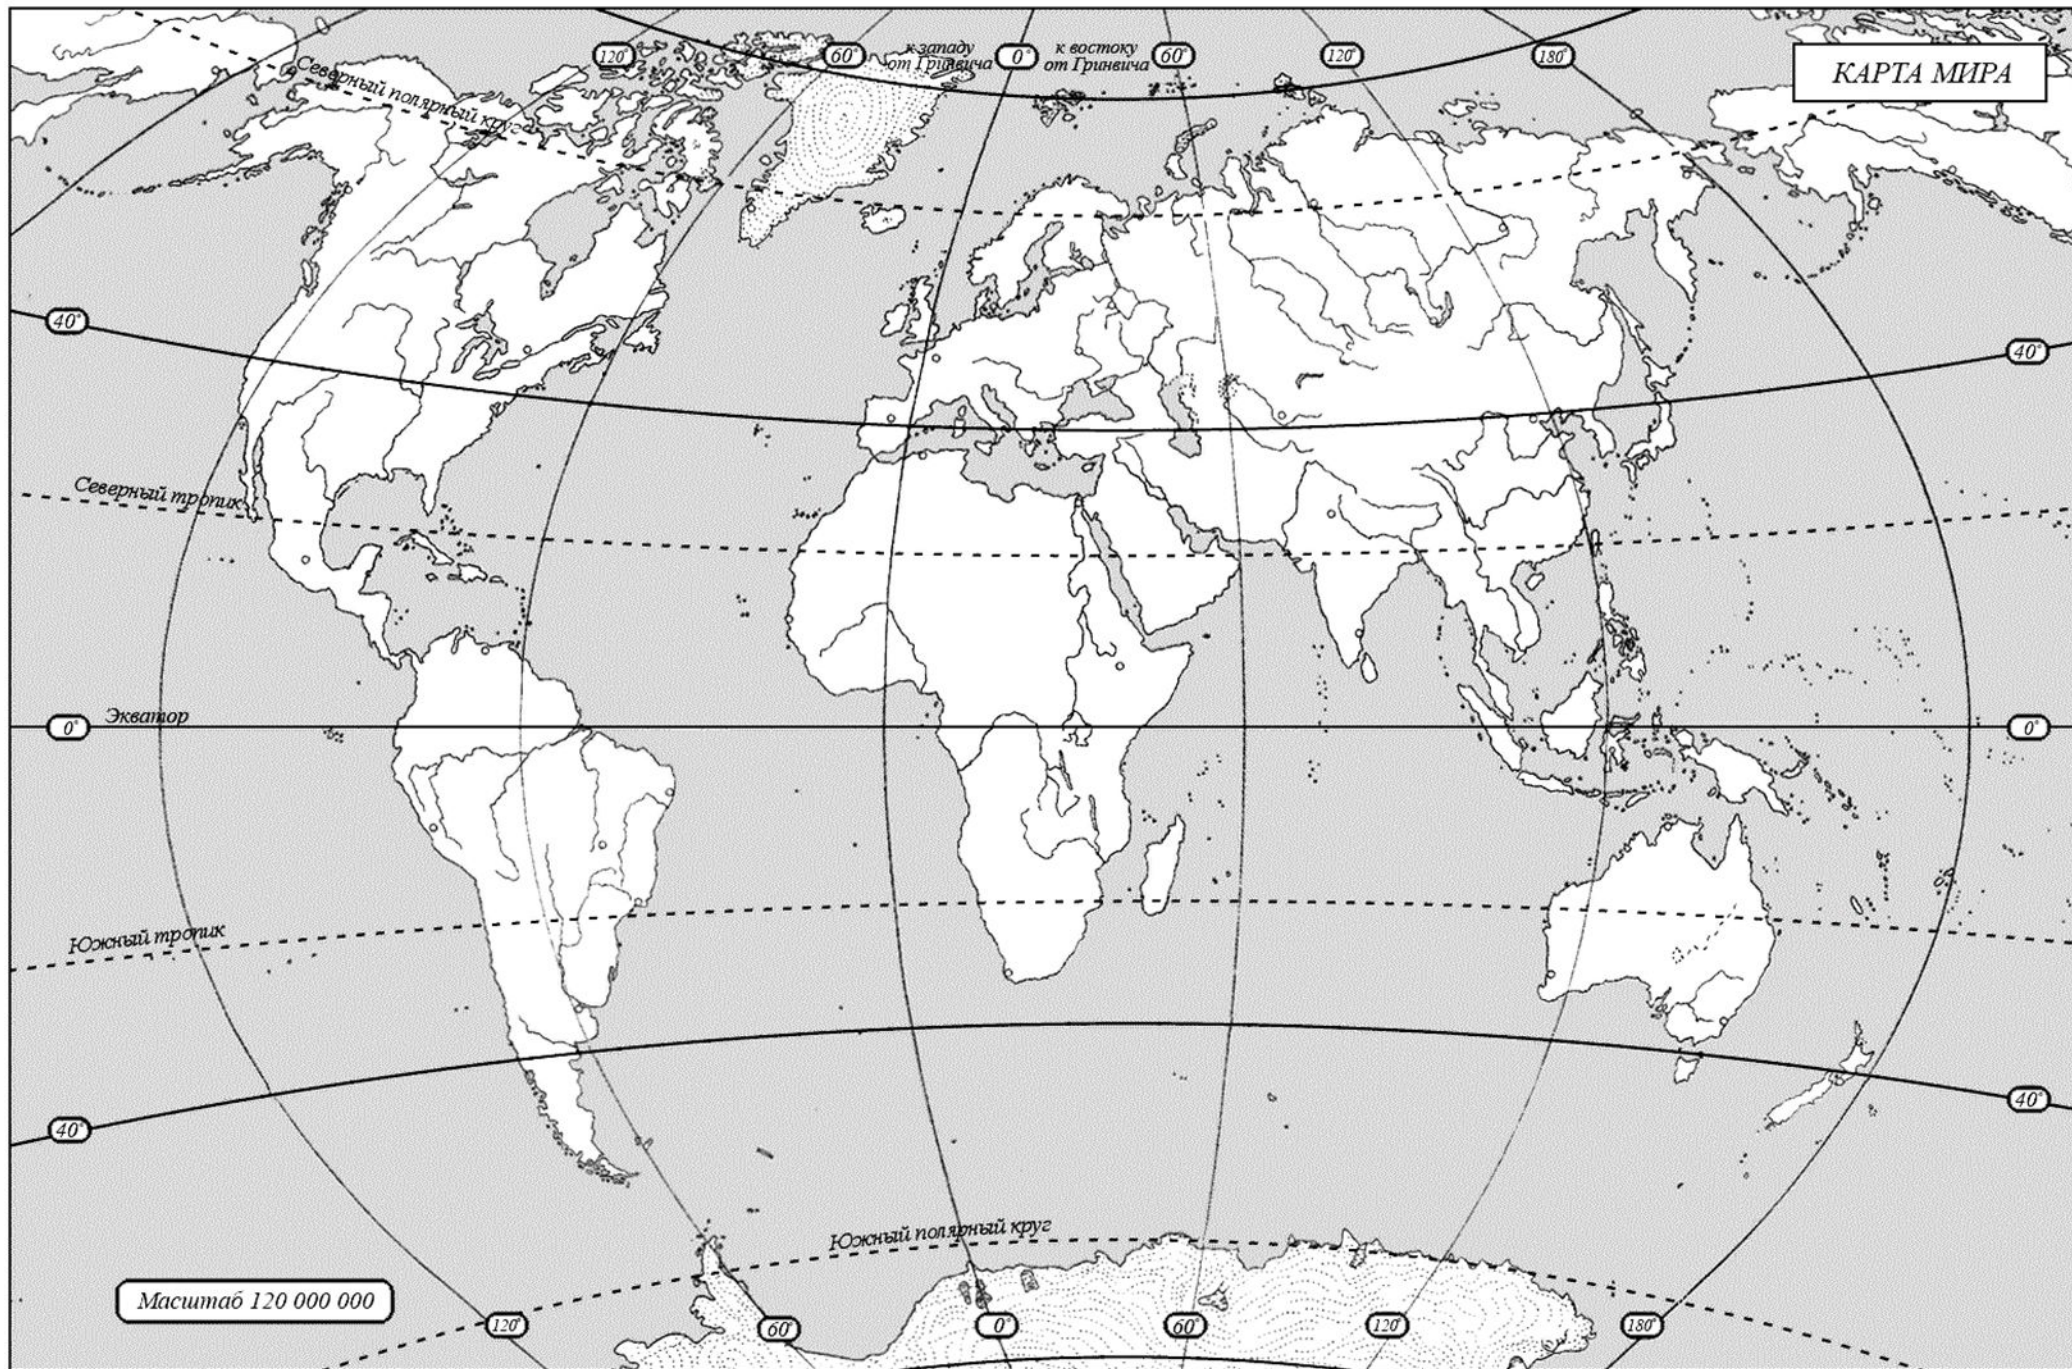 120°
60°
к западу
от Гринвича
0°
к востоку
от Гринвича
60°
120°
180°
КАРТА МИРА
Северный полярный круг
40°
40°
Северный тропик
0°
Экватор
0°
Южный тропик
40°
40°
Южный полярный круг
Масштаб 120 000 000
120°
60°
0°
60°
120°
180°